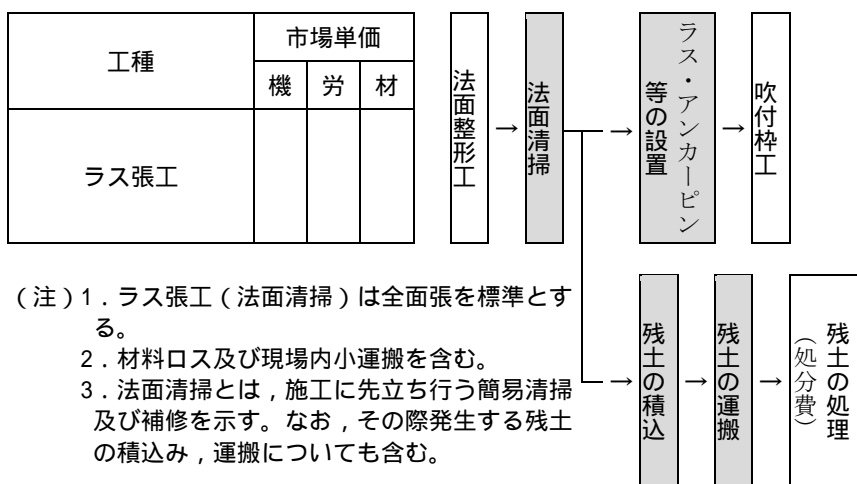 工種
市場単価
機 労 材
ラス張工
法面整形工
→
法面清掃
→
ラス・アンカーピン
等の設置
→
吹付枠工
→
残土の積込
→
残土の運搬
→
残土の処理
（処分費）
（注）1．ラス張工（法面清掃）は全面張を標準とす
る。
2．材料ロス及び現場内小運搬を含む。
3．法面清掃とは，施工に先立ち行う簡易清掃
及び補修を示す。なお，その際発生する残土
の積込み，運搬についても含む。